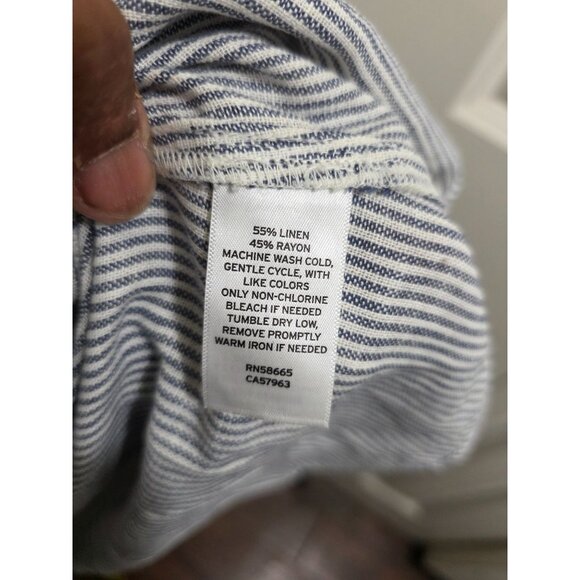 55% LINEN
45% RAYON
MACHINE WASH COLD,
GENTLE CYCLE, WITH
LIKE COLORS
ONLY NON-CHLORINE
BLEACH IF NEEDED
TUMBLE DRY LOW,
REMOVE PROMPTLY
WARM IRON IF NEEDED
RN58665
CA57963